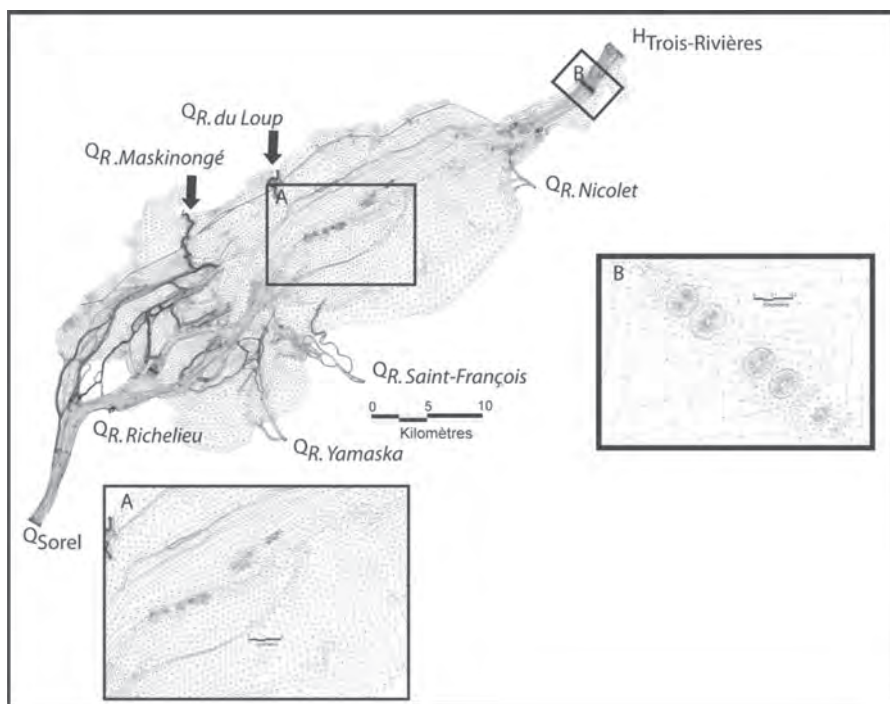 H Trois-Rivières
B
Q R. du Loup
Q R. Maskinongé
A
Q R. Nicolet
B
Q R. Saint-François
0 5 10
Kilomètres
Q R. Richelieu
Q R. Yamaska
A
Q Sorel